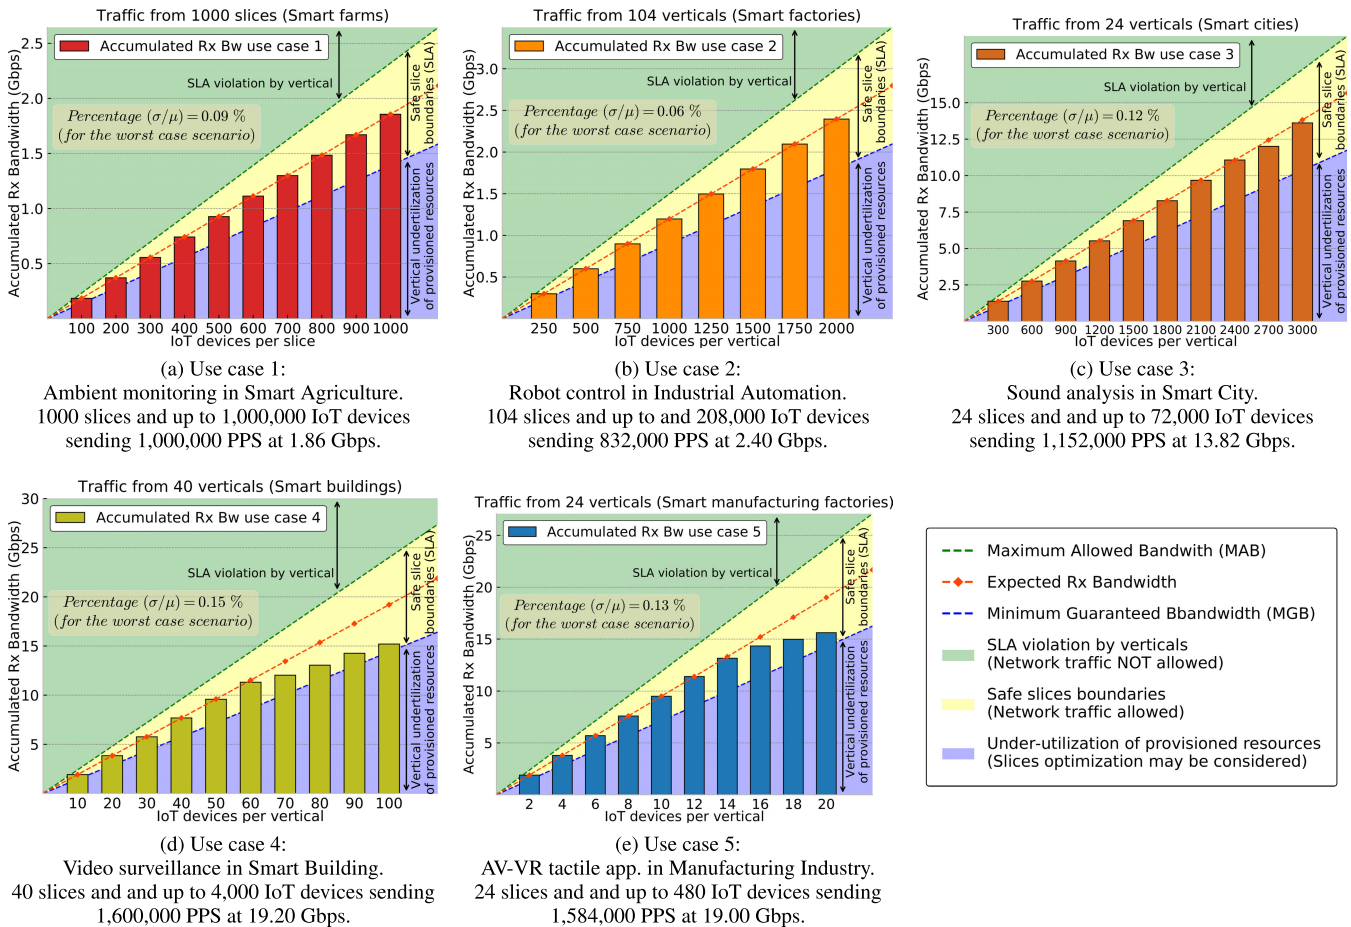 Traffic from 1000 slices (Smart farms)
Accumulated Rx Bandwidth (Gbps)
2.5
2.0
1.5
1.0
0.5
Accumulated Rx Bw use case 1
SLA violation by vertical
Percentage (σ/μ) = 0.09 %
(for the worst case scenario)
Safe slice
boundaries (SLA)
Vertical undertilization
of provisioned resources
100 200 300 400 500 600 700 800 900 1000
IoT devices per slice
(a) Use case 1:
Ambient monitoring in Smart Agriculture.
1000 slices and up to 1,000,000 IoT devices
sending 1,000,000 PPS at 1.86 Gbps.
Traffic from 104 verticals (Smart factories)
Accumulated Rx Bandwidth (Gbps)
3.0
2.5
2.0
1.5
1.0
0.5
Accumulated Rx Bw use case 2
SLA violation by vertical
Percentage (σ/μ) = 0.06 %
(for the worst case scenario)
Safe slice
boundaries (SLA)
Vertical undertilization
of provisioned resources
250 500 750 1000 1250 1500 1750 2000
IoT devices per vertical
(b) Use case 2:
Robot control in Industrial Automation.
104 slices and up to and 208,000 IoT devices
sending 832,000 PPS at 2.40 Gbps.
Traffic from 24 verticals (Smart cities)
Accumulated Rx Bandwidth (Gbps)
15.0
12.5
10.0
7.5
5.0
2.5
Accumulated Rx Bw use case 3
SLA violation by vertical
Percentage (σ/μ) = 0.12 %
(for the worst case scenario)
Safe slice
boundaries (SLA)
Vertical undertilization
of provisioned resources
300 600 900 1200 1500 1800 2100 2400 2700 3000
IoT devices per vertical
(c) Use case 3:
Sound analysis in Smart City.
24 slices and and up to 72,000 IoT devices
sending 1,152,000 PPS at 13.82 Gbps.
Traffic from 40 verticals (Smart buildings)
Accumulated Rx Bandwidth (Gbps)
30
25
20
15
10
5
Accumulated Rx Bw use case 4
SLA violation by vertical
Percentage (σ/μ) = 0.15 %
(for the worst case scenario)
Safe slice
boundaries (SLA)
Vertical undertilization
of provisioned resources
10 20 30 40 50 60 70 80 90 100
IoT devices per vertical
(d) Use case 4:
Video surveillance in Smart Building.
40 slices and and up to 4,000 IoT devices sending
1,600,000 PPS at 19.20 Gbps.
Traffic from 24 verticals (Smart manufacturing factories)
Accumulated Rx Bandwidth (Gbps)
25
20
15
10
5
Accumulated Rx Bw use case 5
SLA violation by vertical
Percentage (σ/μ) = 0.13 %
(for the worst case scenario)
Safe slice
boundaries (SLA)
Vertical undertilization
of provisioned resources
2 4 6 8 10 12 14 16 18 20
IoT devices per vertical
(e) Use case 5:
AV-VR tactile app. in Manufacturing Industry.
24 slices and and up to 480 IoT devices sending
1,584,000 PPS at 19.00 Gbps.
Maximum Allowed Bandwith (MAB)
Expected Rx Bandwidth
Minimum Guaranteed Bbandwidth (MGB)
SLA violation by verticals
(Network traffic NOT allowed)
Safe slices boundaries
(Network traffic allowed)
Under-utilization of provisioned resources
(Slices optimization may be considered)